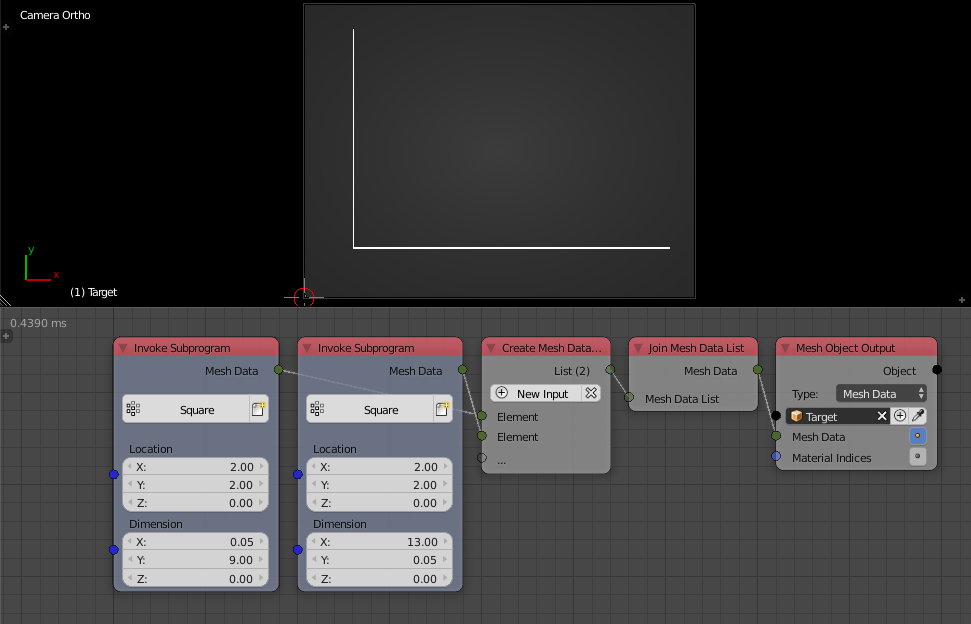 Camera Ortho
y
x
(1) Target
0.4390 ms
Invoke Subprogram
Mesh Data
Square
Location
X: 2.00
Y: 2.00
Z: 0.00
Dimension
X: 0.05
Y: 9.00
Z: 0.00
Invoke Subprogram
Mesh Data
Square
Location
X: 2.00
Y: 2.00
Z: 0.00
Dimension
X: 13.00
Y: 0.05
Z: 0.00
Create Mesh Data...
List (2)
New Input
Element
Element
...
Join Mesh Data List
Mesh Data
Mesh Data List
Mesh Object Output
Object
Type: Mesh Data
Target
Mesh Data
Material Indices